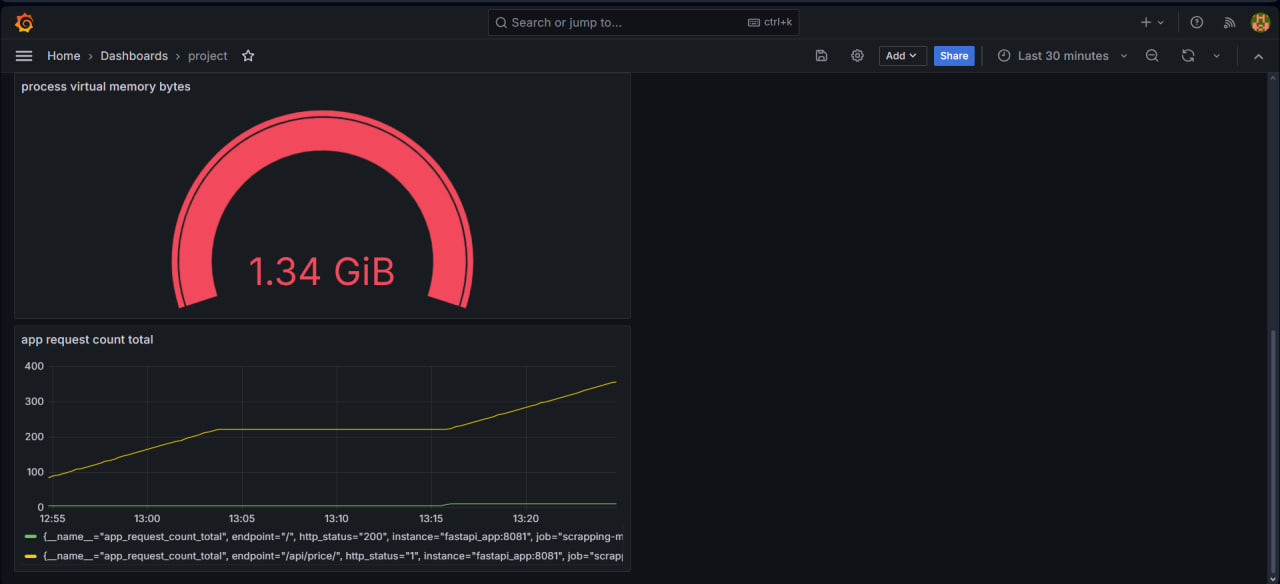 Search or jump to...
ctrl+k
Home › Dashboards › project
Add
Share
Last 30 minutes
process virtual memory bytes
1.34 GiB
app request count total
400
300
200
100
0
12:55 13:00 13:05 13:10 13:15 13:20
{__name__="app_request_count_total", endpoint="/", http_status="200", instance="fastapi_app:8081", job="scrapping-m
{__name__="app_request_count_total", endpoint="/api/price/", http_status="1", instance="fastapi_app:8081", job="scrapp